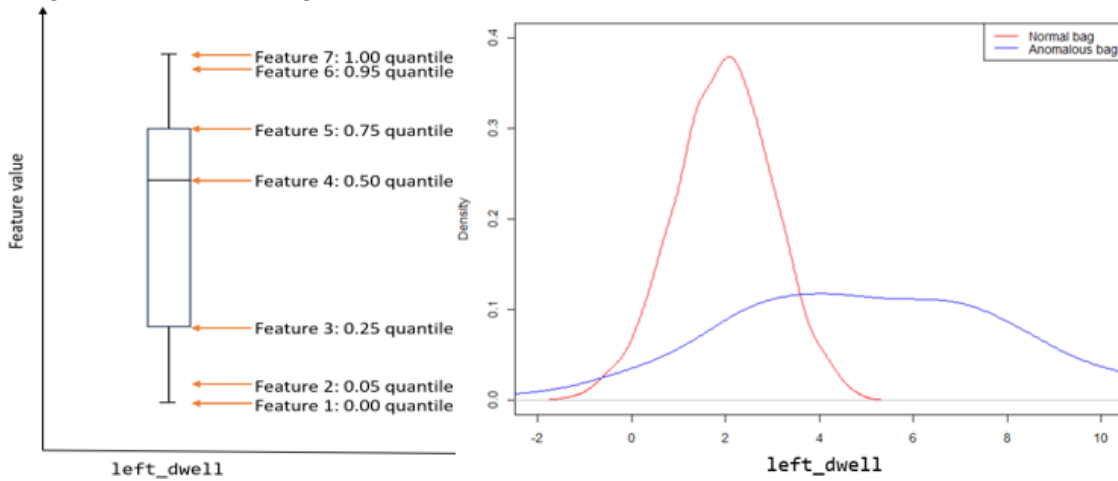 Feature value
Feature 7: 1.00 quantile
Feature 6: 0.95 quantile
Feature 5: 0.75 quantile
Feature 4: 0.50 quantile
Feature 3: 0.25 quantile
Feature 2: 0.05 quantile
Feature 1: 0.00 quantile
left_dwell
Normal bag
Anomalous bag
Density
0.4
0.3
0.2
0.1
0.0
-2 0 2 4 6 8 10
left_dwell